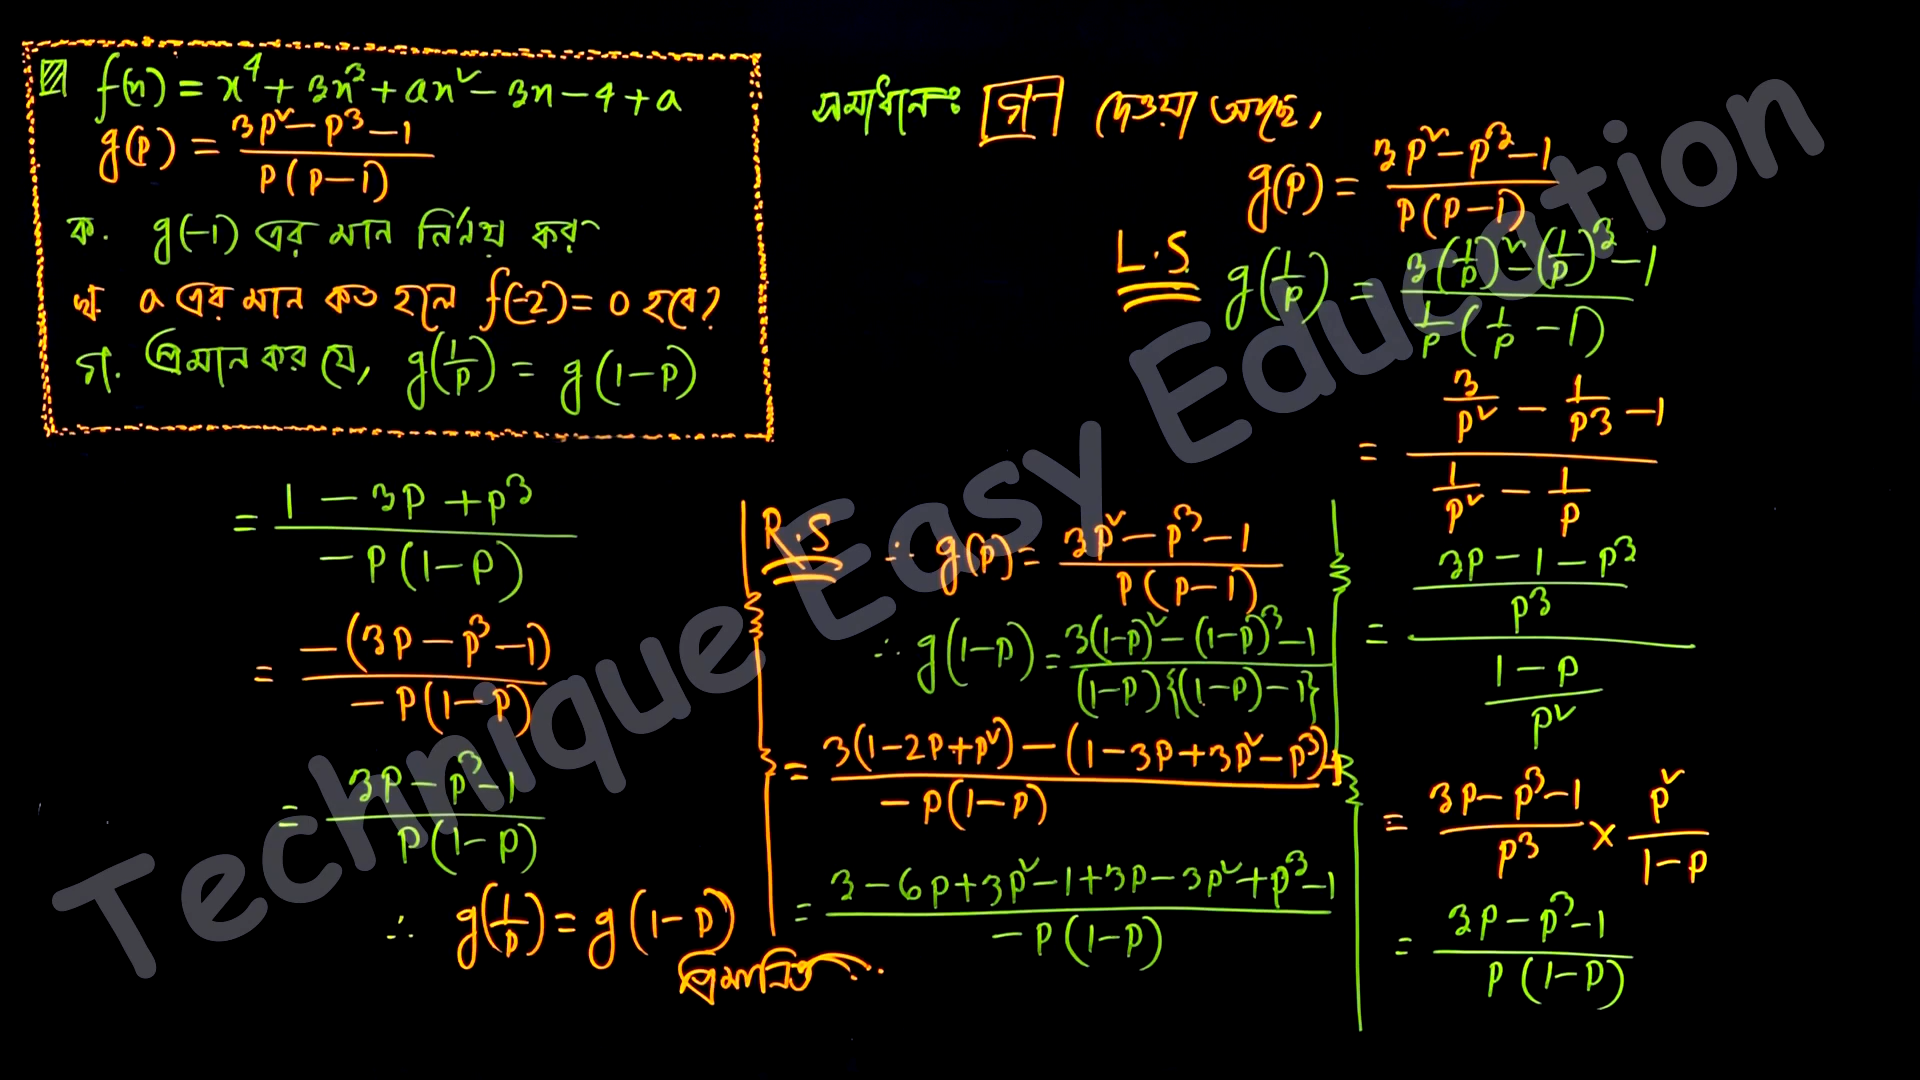 f(x) = x⁴ + 3x³ + ax² - 3x - 4 + a
g(p) = (3p² - p³ - 1) / (p(p-1))
ক. g(-1) এর মান নির্ণয় কর
খ. a এর মান কত হলে f(-2) = 0 হবে?
গ. প্রমান কর যে, g(1/p) = g(1-p)
সমাধানঃ গ দেওয়া আছে,
g(p) = (3p² - p³ - 1) / (p(p-1))
L.S g(1/p) = (3(1/p)² - (1/p)³ - 1) / (1/p (1/p - 1))
= (3/p² - 1/p³ - 1) / (1/p² - 1/p)
= ((3p - 1 - p³)/p³) / ((1-p)/p²)
= (3p - p³ - 1)/p³ × p²/(1-p)
= (3p - p³ - 1) / (p(1-p))
R.S ∴ g(p) = (3p² - p³ - 1) / (p(p-1))
∴ g(1-p) = (3(1-p)² - (1-p)³ - 1) / ((1-p){(1-p)-1})
= (3(1-2p+p²) - (1-3p+3p²-p³)-1) / (-p(1-p))
= (3 - 6p + 3p² - 1 + 3p - 3p² + p³ - 1) / (-p(1-p))
= (1 - 3p + p³) / (-p(1-p))
= (-(3p - p³ - 1)) / (-p(1-p))
= (3p - p³ - 1) / (p(1-p))
∴ g(1/p) = g(1-p)
প্রমানিত
Technique Easy Education